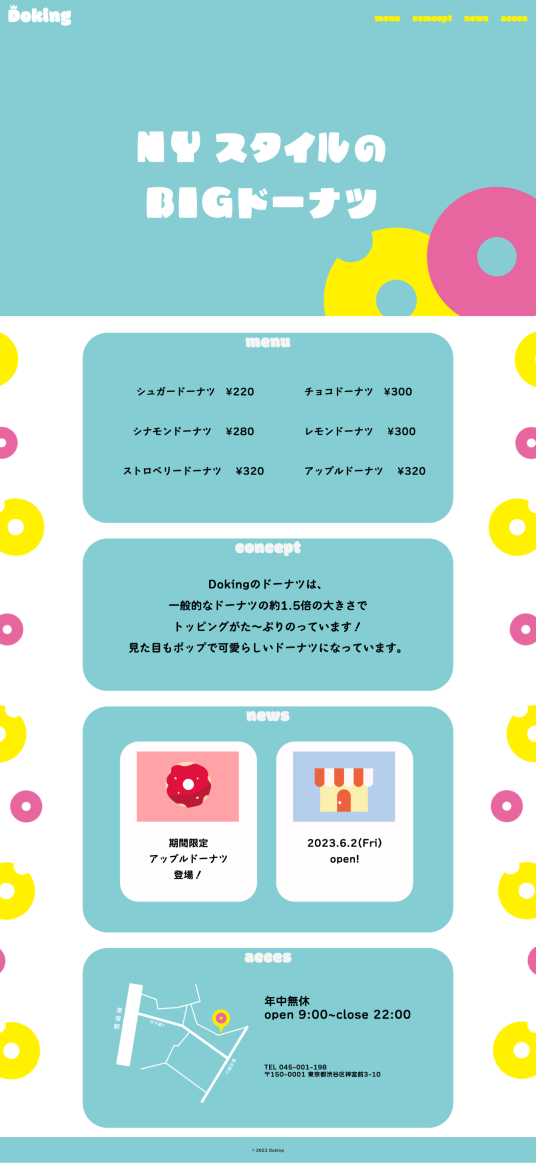 Doking
menu comcept news acces
NY スタイルの
BIGドーナツ
menu
シュガードーナツ ¥220
チョコドーナツ ¥300
シナモンドーナツ ¥280
レモンドーナツ ¥300
ストロベリードーナツ ¥320
アップルドーナツ ¥320
concept
Dokingのドーナツは、
一般的なドーナツの約1.5倍の大きさで
トッピングがた〜ぷりのっています！
見た目もポップで可愛らしいドーナツになっています。
news
期間限定
アップルドーナツ
登場！
2023.6.2(Fri)
open!
acces
年中無休
open 9:00~close 22:00
TEL 045-001-198
〒150-0001 東京都渋谷区神宮前3-10
© 2023 Doking